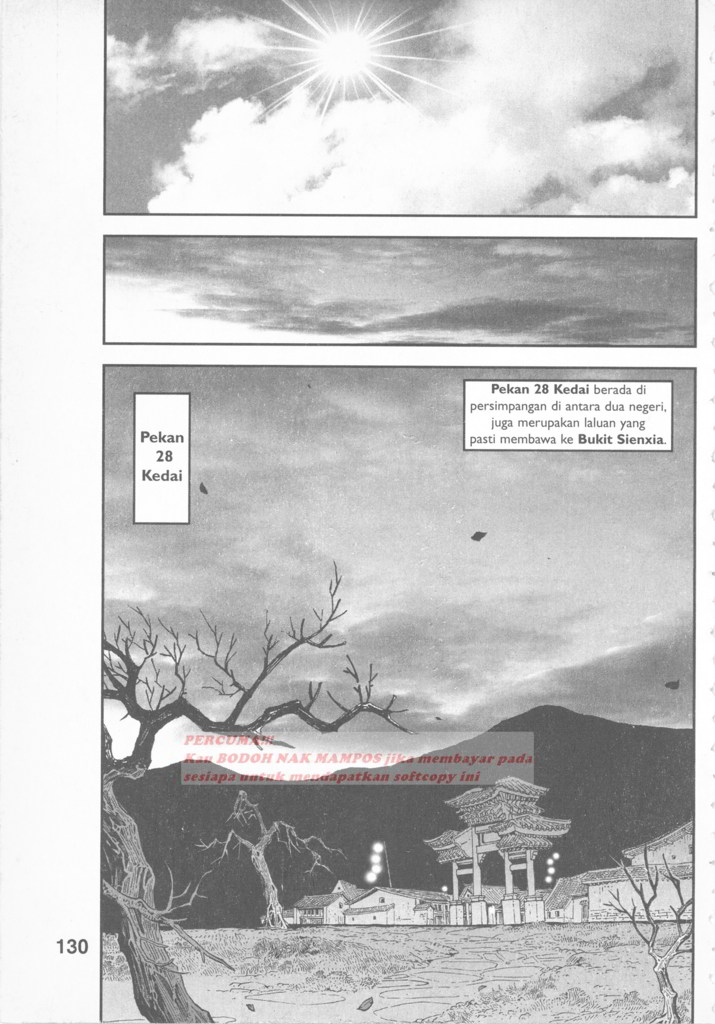 Pekan
28
Kedai
Pekan 28 Kedai berada di
persimpangan di antara dua negeri,
juga merupakan laluan yang
pasti membawa ke Bukit Sienxia.
PERCUMA!!!
Kau BODOH NAK MAMPOS jika membayar pada
sesiapa untuk mendapatkan softcopy ini
130